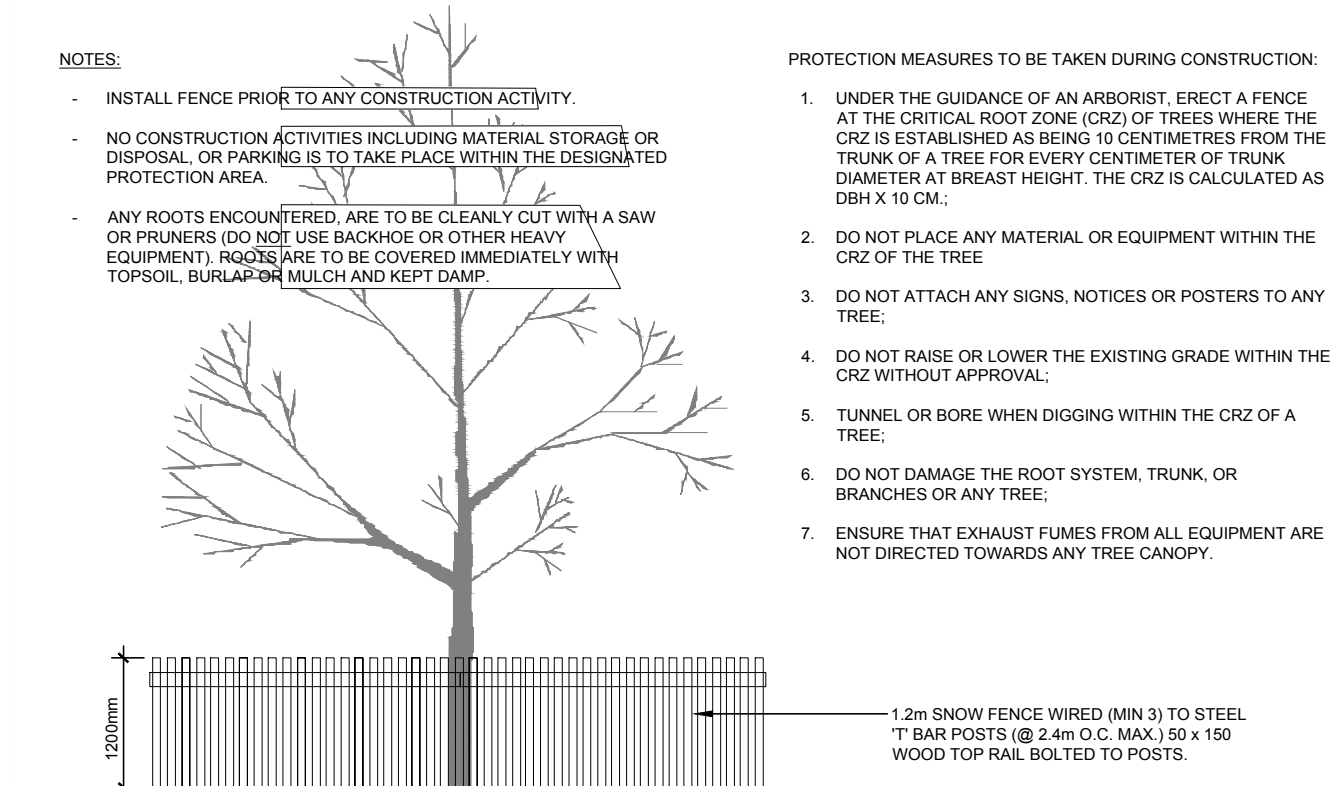 NOTES:
- INSTALL FENCE PRIOR TO ANY CONSTRUCTION ACTIVITY.
- NO CONSTRUCTION ACTIVITIES INCLUDING MATERIAL STORAGE OR
DISPOSAL, OR PARKING IS TO TAKE PLACE WITHIN THE DESIGNATED
PROTECTION AREA.
- ANY ROOTS ENCOUNTERED, ARE TO BE CLEANLY CUT WITH A SAW
OR PRUNERS (DO NOT USE BACKHOE OR OTHER HEAVY
EQUIPMENT). ROOTS ARE TO BE COVERED IMMEDIATELY WITH
TOPSOIL, BURLAP OR MULCH AND KEPT DAMP.
PROTECTION MEASURES TO BE TAKEN DURING CONSTRUCTION:
1. UNDER THE GUIDANCE OF AN ARBORIST, ERECT A FENCE
AT THE CRITICAL ROOT ZONE (CRZ) OF TREES WHERE THE
CRZ IS ESTABLISHED AS BEING 10 CENTIMETRES FROM THE
TRUNK OF A TREE FOR EVERY CENTIMETER OF TRUNK
DIAMETER AT BREAST HEIGHT. THE CRZ IS CALCULATED AS
DBH X 10 CM.;
2. DO NOT PLACE ANY MATERIAL OR EQUIPMENT WITHIN THE
CRZ OF THE TREE
3. DO NOT ATTACH ANY SIGNS, NOTICES OR POSTERS TO ANY
TREE;
4. DO NOT RAISE OR LOWER THE EXISTING GRADE WITHIN THE
CRZ WITHOUT APPROVAL;
5. TUNNEL OR BORE WHEN DIGGING WITHIN THE CRZ OF A
TREE;
6. DO NOT DAMAGE THE ROOT SYSTEM, TRUNK, OR
BRANCHES OR ANY TREE;
7. ENSURE THAT EXHAUST FUMES FROM ALL EQUIPMENT ARE
NOT DIRECTED TOWARDS ANY TREE CANOPY.
1200mm
1.2m SNOW FENCE WIRED (MIN 3) TO STEEL
'T' BAR POSTS (@ 2.4m O.C. MAX.) 50 x 150
WOOD TOP RAIL BOLTED TO POSTS.